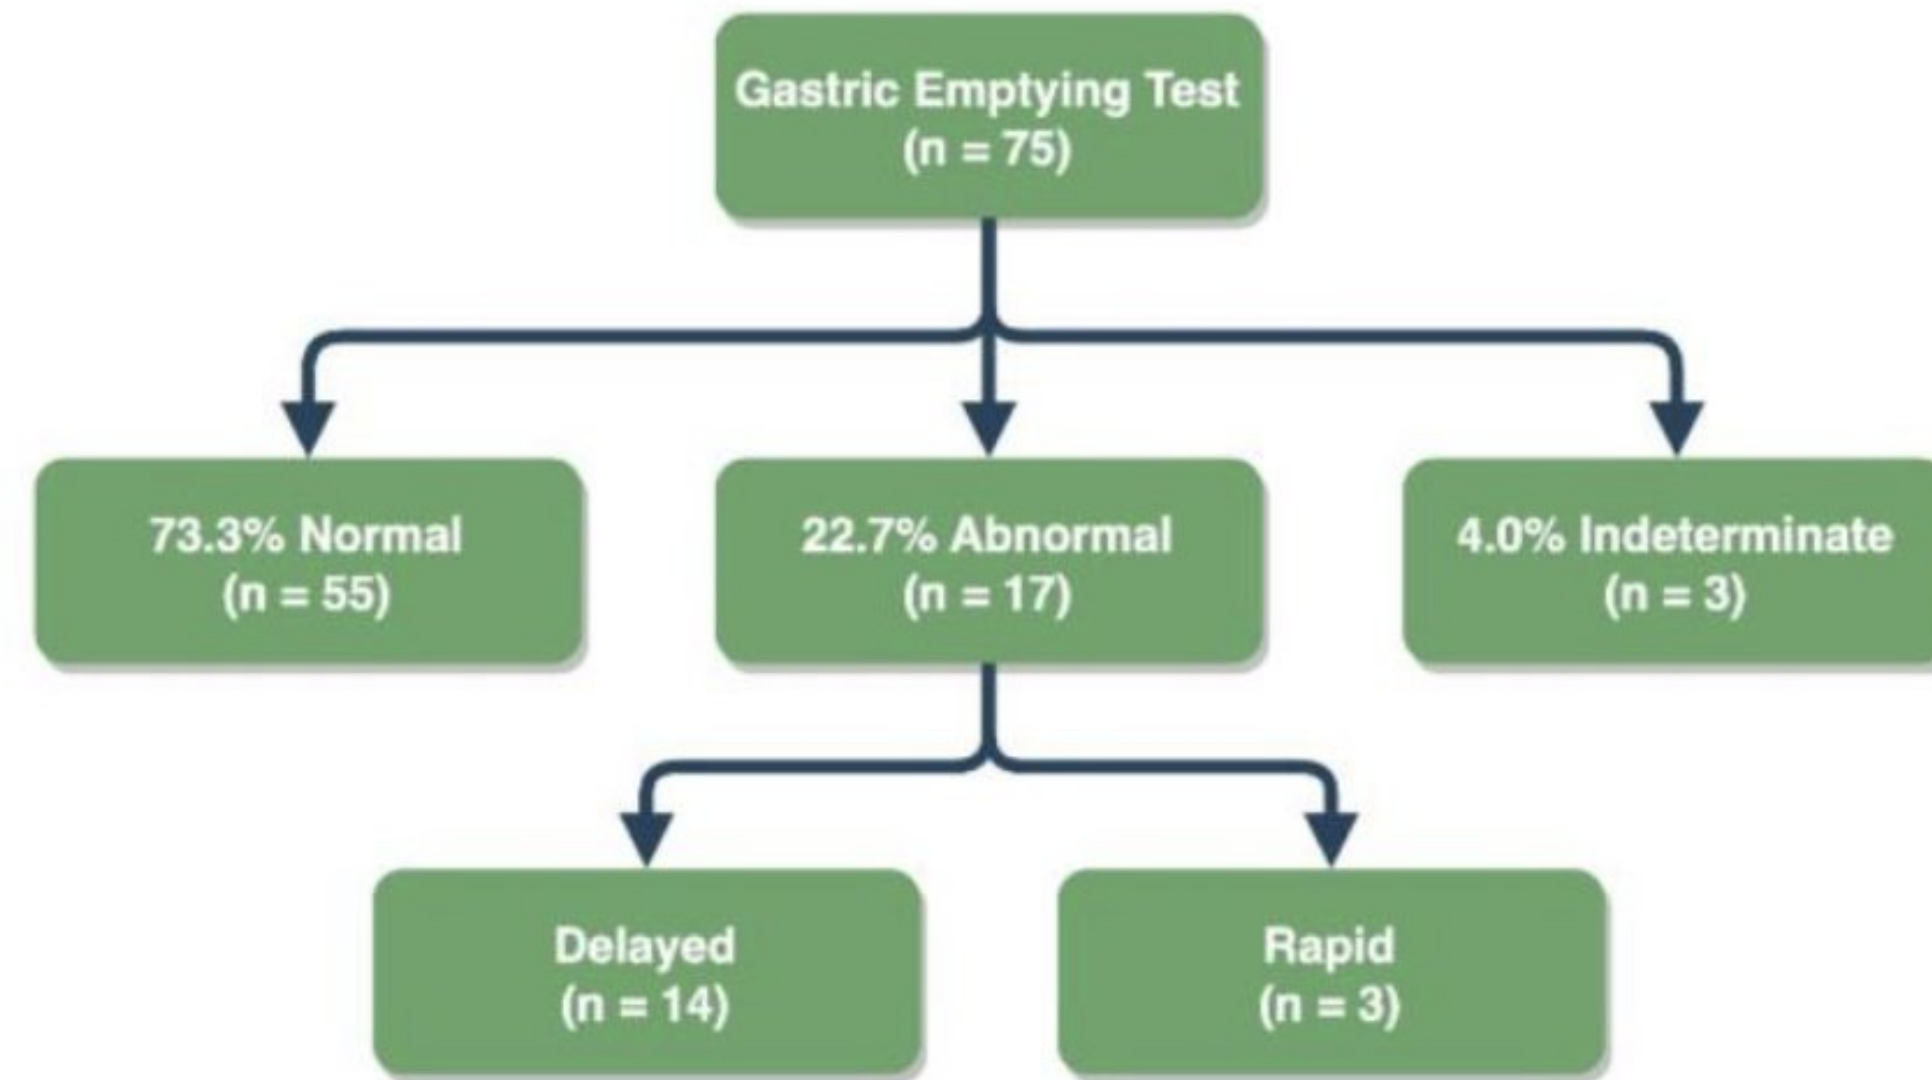 Gastric Emptying Test
(n = 75)
73.3% Normal
(n = 55)
22.7% Abnormal
(n = 17)
4.0% Indeterminate
(n = 3)
Delayed
(n = 14)
Rapid
(n = 3)